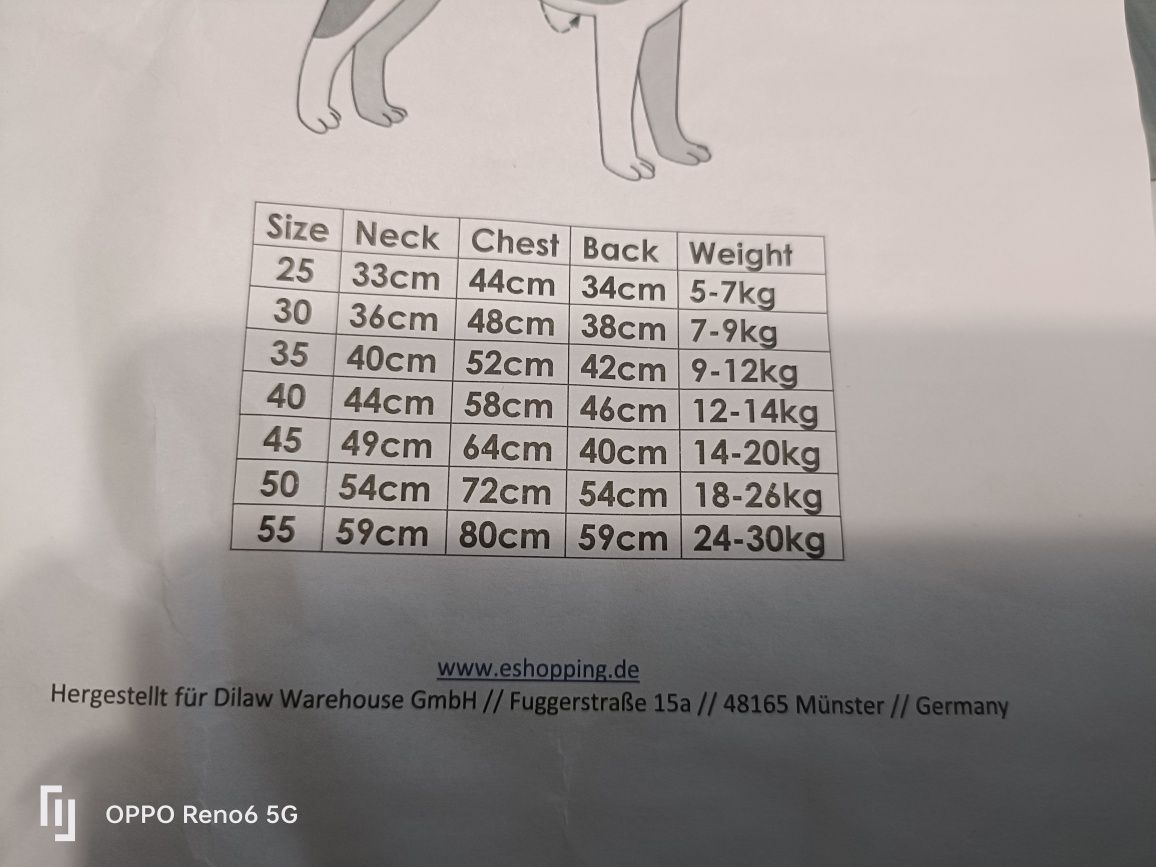 Size Neck Chest Back Weight
25 33cm 44cm 34cm 5-7kg
30 36cm 48cm 38cm 7-9kg
35 40cm 52cm 42cm 9-12kg
40 44cm 58cm 46cm 12-14kg
45 49cm 64cm 40cm 14-20kg
50 54cm 72cm 54cm 18-26kg
55 59cm 80cm 59cm 24-30kg
www.eshopping.de
Hergestellt für Dilaw Warehouse GmbH // Fuggerstraße 15a // 48165 Münster // Germany
OPPO Reno6 5G